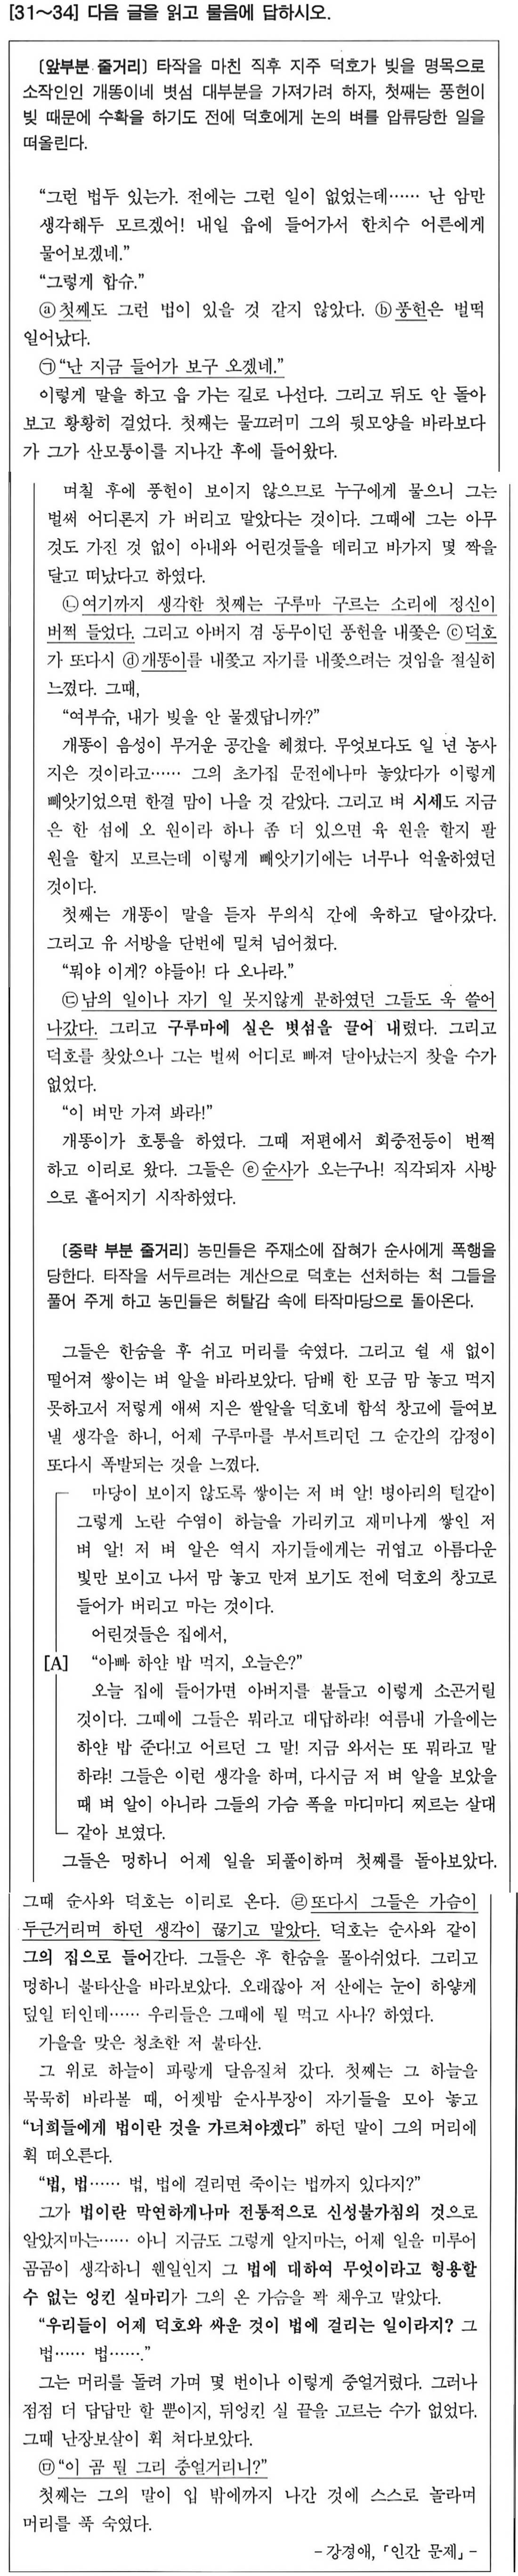 [31～34] 다음 글을 읽고 물음에 답하시오.
〔앞부분 줄거리〕 타작을 마친 직후 지주 덕호가 빚을 명목으로
소작인인 개똥이네 볏섬 대부분을 가져가려 하자, 첫째는 풍헌이
빚 때문에 수확을 하기도 전에 덕호에게 논의 벼를 압류당한 일을
떠올린다.
“그런 법두 있는가. 전에는 그런 일이 없었는데…… 난 암만
생각해두 모르겠어! 내일 읍에 들어가서 한치수 어른에게
물어보겠네.”
“그렇게 합슈.”
ⓐ첫째도 그런 법이 있을 것 같지 않았다. ⓑ풍헌은 벌떡
일어났다.
㉠“난 지금 들어가 보구 오겠네.”
이렇게 말을 하고 읍 가는 길로 나선다. 그리고 뒤도 안 돌아
보고 황황히 걸었다. 첫째는 물끄러미 그의 뒷모양을 바라보다
가 그가 산모퉁이를 지나간 후에 들어왔다.
며칠 후에 풍헌이 보이지 않으므로 누구에게 물으니 그는
벌써 어디론지 가 버리고 말았다는 것이다. 그때에 그는 아무
것도 가진 것 없이 아내와 어린것들을 데리고 바가지 몇 짝을
달고 떠났다고 하였다.
㉡여기까지 생각한 첫째는 구루마 구르는 소리에 정신이
버쩍 들었다. 그리고 아버지 겸 동무이던 풍헌을 내쫓은 ⓒ덕호
가 또다시 ⓓ개똥이를 내쫓고 자기를 내쫓으려는 것임을 절실히
느꼈다. 그때,
“여부슈, 내가 빚을 안 물겠답니까?”
개똥이 음성이 무거운 공간을 헤쳤다. 무엇보다도 일 년 농사
지은 것이라고…… 그의 초가집 문전에나마 놓았다가 이렇게
빼앗기었으면 한결 맘이 나을 것 같았다. 그리고 벼 시세도 지금
은 한 섬에 오 원이라 하나 좀 더 있으면 육 원을 할지 팔
원을 할지 모르는데 이렇게 빼앗기기에는 너무나 억울하였던
것이다.
첫째는 개똥이 말을 듣자 무의식 간에 욱하고 달아갔다.
그리고 유 서방을 단번에 밀쳐 넘어쳤다.
“뭐야 이게? 야들아! 다 오나라.”
㉢남의 일이나 자기 일 못지않게 분하였던 그들도 욱 쓸어
나갔다. 그리고 구루마에 실은 볏섬을 끌어 내렸다. 그리고
덕호를 찾았으나 그는 벌써 어디로 빠져 달아났는지 찾을 수가
없었다.
“이 벼만 가져 봐라!”
개똥이가 호통을 하였다. 그때 저편에서 회중전등이 번쩍
하고 이리로 왔다. 그들은 ⓔ순사가 오는구나! 직각되자 사방
으로 흩어지기 시작하였다.
〔중략 부분 줄거리〕 농민들은 주재소에 잡혀가 순사에게 폭행을
당한다. 타작을 서두르려는 계산으로 덕호는 선처하는 척 그들을
풀어 주게 하고 농민들은 허탈감 속에 타작마당으로 돌아온다.
그들은 한숨을 후 쉬고 머리를 숙였다. 그리고 쉴 새 없이
떨어져 쌓이는 벼 알을 바라보았다. 담배 한 모금 맘 놓고 먹지
못하고서 저렇게 애써 지은 쌀알을 덕호네 함석 창고에 들여보
낼 생각을 하니, 어제 구루마를 부서트리던 그 순간의 감정이
또다시 폭발되는 것을 느꼈다.
마당이 보이지 않도록 쌓이는 저 벼 알! 병아리의 털같이
그렇게 노란 수염이 하늘을 가리키고 재미나게 쌓인 저
벼 알! 저 벼 알은 역시 자기들에게는 귀엽고 아름다운
빛만 보이고 나서 맘 놓고 만져 보기도 전에 덕호의 창고로
들어가 버리고 마는 것이다.
어린것들은 집에서,
[A] “아빠 하얀 밥 먹지, 오늘은?”
오늘 집에 들어가면 아버지를 붙들고 이렇게 소곤거릴
것이다. 그때에 그들은 뭐라고 대답하랴! 여름내 가을에는
하얀 밥 준다!고 어르던 그 말! 지금 와서는 또 뭐라고 말
하랴! 그들은 이런 생각을 하며, 다시금 저 벼 알을 보았을
때 벼 알이 아니라 그들의 가슴 폭을 마디마디 찌르는 살대
같아 보였다.
그들은 멍하니 어제 일을 되풀이하며 첫째를 돌아보았다.
그때 순사와 덕호는 이리로 온다. ㉣또다시 그들은 가슴이
두근거리며 하던 생각이 끊기고 말았다. 덕호는 순사와 같이
그의 집으로 들어간다. 그들은 후 한숨을 몰아쉬었다. 그리고
멍하니 불타산을 바라보았다. 오래잖아 저 산에는 눈이 하얗게
덮일 터인데…… 우리들은 그때에 뭘 먹고 사나? 하였다.
가을을 맞은 청초한 저 불타산.
그 위로 하늘이 파랗게 달음질쳐 갔다. 첫째는 그 하늘을
묵묵히 바라볼 때, 어젯밤 순사부장이 자기들을 모아 놓고
“너희들에게 법이란 것을 가르쳐야겠다” 하던 말이 그의 머리에
획 떠오른다.
“법, 법…… 법, 법에 걸리면 죽이는 법까지 있다지?”
그가 법이란 막연하게나마 전통적으로 신성불가침의 것으로
알았지마는…… 아니 지금도 그렇게 알지마는, 어제 일을 미루어
곰곰이 생각하니 웬일인지 그 법에 대하여 무엇이라고 형용할
수 없는 엉킨 실마리가 그의 온 가슴을 꽉 채우고 말았다.
“우리들이 어제 덕호와 싸운 것이 법에 걸리는 일이라지? 그
법…… 법…….”
그는 머리를 돌려 가며 몇 번이나 이렇게 중얼거렸다. 그러나
점점 더 답답만 할 뿐이지, 뒤엉킨 실 끝을 고르는 수가 없었다.
그때 난장보살이 획 쳐다보았다.
㉤“이 곰 뭘 그리 중얼거리니?”
첫째는 그의 말이 입 밖에까지 나간 것에 스스로 놀라며
머리를 푹 숙였다.
- 강경애, 「인간 문제」 -